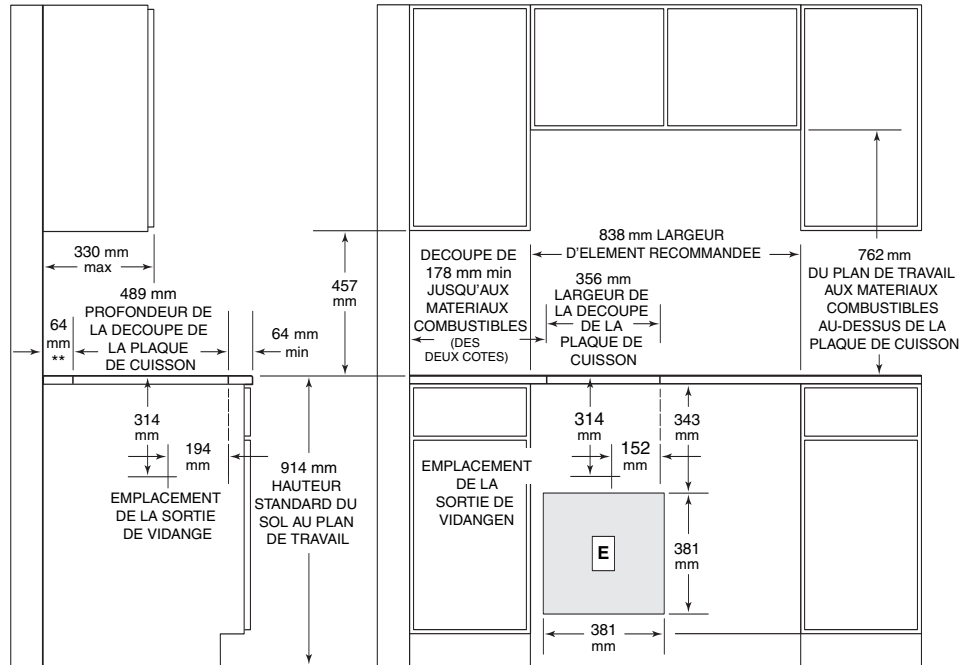 330 mm
max
489 mm
PROFONDEUR DE
LA DECOUPE DE
LA PLAQUE
DE CUISSON
64
mm
**
64 mm
min
457
mm
314
mm
194
mm
EMPLACEMENT
DE LA SORTIE
DE VIDANGE
914 mm
HAUTEUR
STANDARD DU
SOL AU PLAN
DE TRAVAIL
DECOUPE DE
178 mm min
JUSQU'AUX
MATERIAUX
COMBUSTIBLES
(DES
DEUX COTES)
838 mm LARGEUR
D'ELEMENT RECOMMANDEE
356 mm
LARGEUR DE
LA DECOUPE
DE LA
PLAQUE DE
CUISSON
762 mm
DU PLAN DE TRAVAIL
AUX MATERIAUX
COMBUSTIBLES
AU-DESSUS DE LA
PLAQUE DE CUISSON
314
mm
152
mm
343
mm
EMPLACEMENT
DE LA
SORTIE DE
VIDANGEN
E
381
mm
381
mm